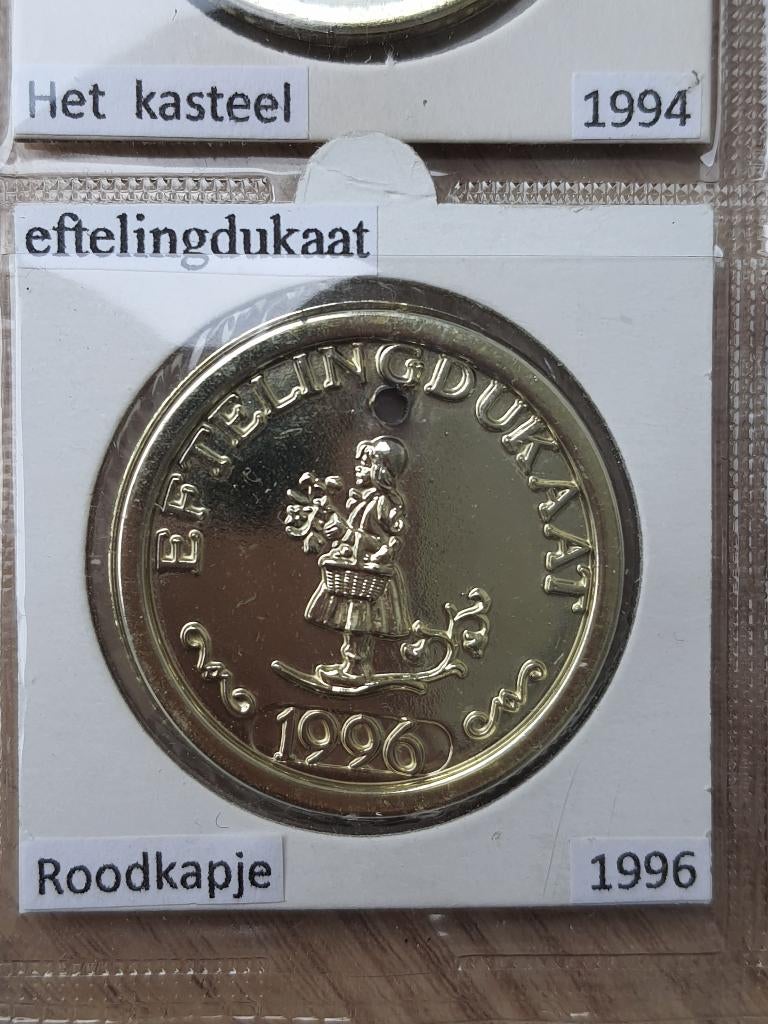 Het kasteel 1994
eftelingdukaat
EFTELINGDUKAAT
1996
Roodkapje 1996